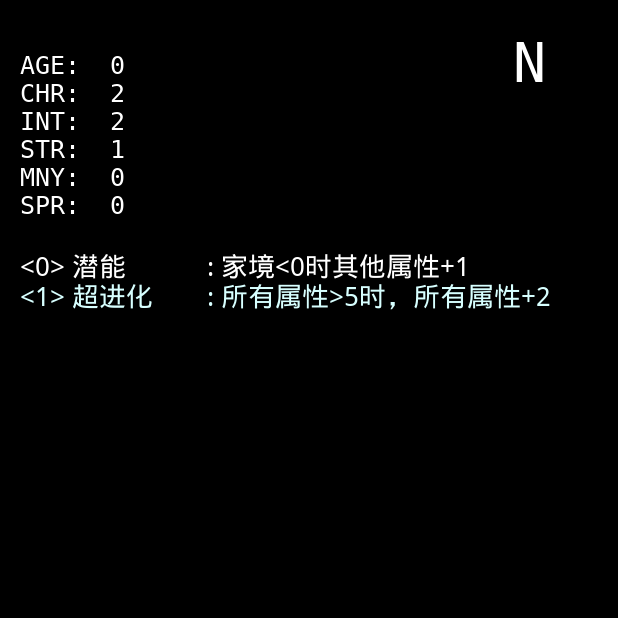 N
AGE: 0
CHR: 2
INT: 2
STR: 1
MNY: 0
SPR: 0
<0> 潜能 : 家境<0时其他属性+1
<1> 超进化 : 所有属性>5时，所有属性+2